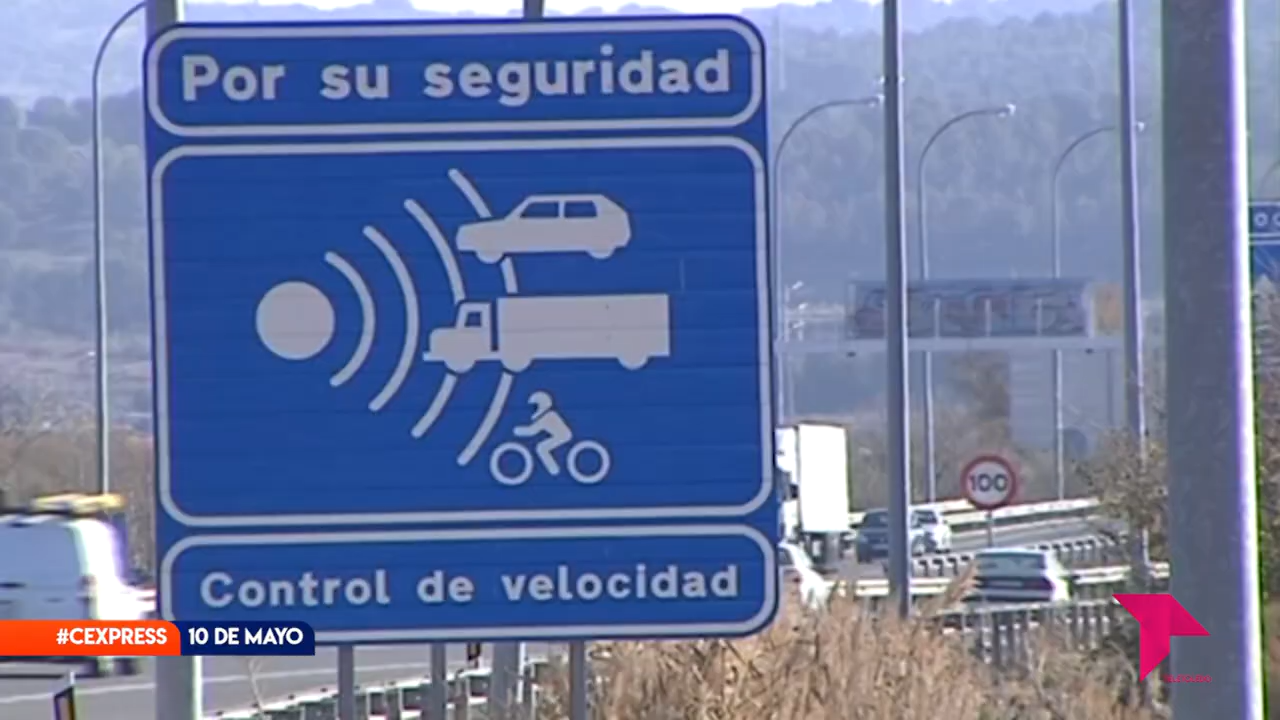 Por su seguridad
Control de velocidad
100
#CEXPRESS
10 DE MAYO